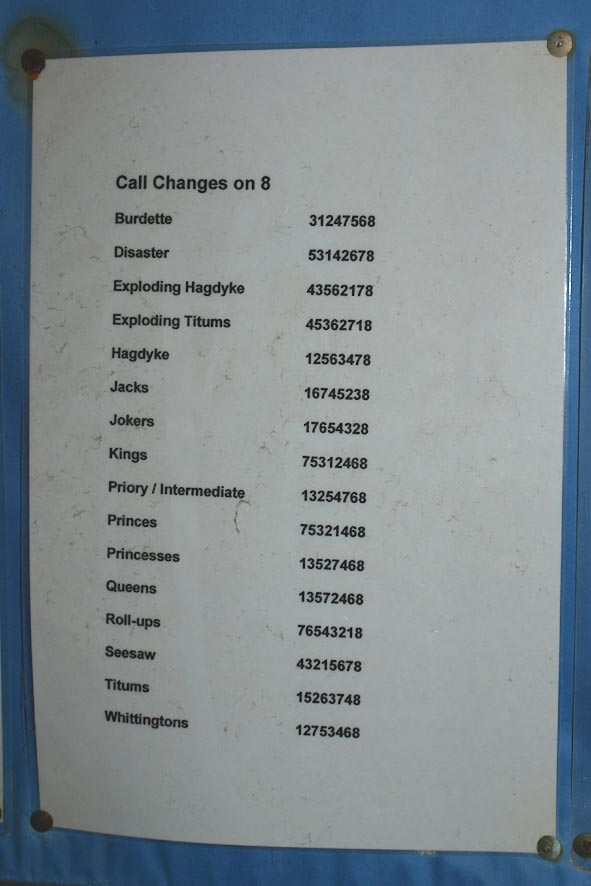 Call Changes on 8
Burdette 31247568
Disaster 53142678
Exploding Hagdyke 43562178
Exploding Titums 45362718
Hagdyke 12563478
Jacks 16745238
Jokers 17654328
Kings 75312468
Priory / Intermediate 13254768
Princes 75321468
Princesses 13527468
Queens 13572468
Roll-ups 76543218
Seesaw 43215678
Titums 15263748
Whittingtons 12753468